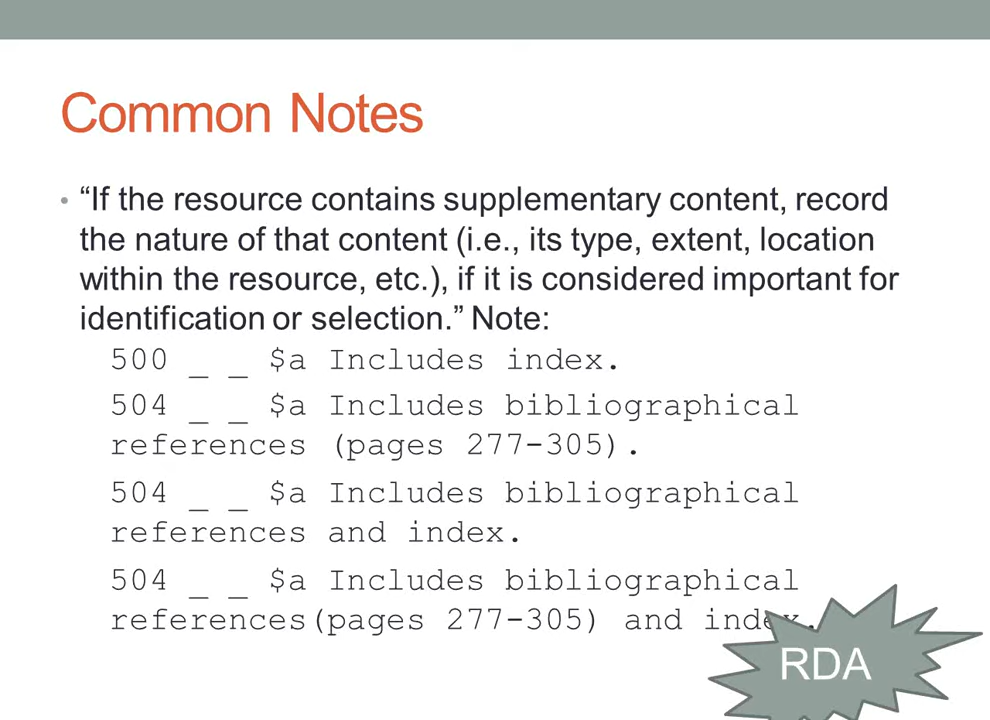 Common Notes
• “If the resource contains supplementary content, record
the nature of that content (i.e., its type, extent, location
within the resource, etc.), if it is considered important for
identification or selection.” Note:
500 _ _ $a Includes index.
504 _ _ $a Includes bibliographical
references (pages 277-305).
504 _ _ $a Includes bibliographical
references and index.
504 _ _ $a Includes bibliographical
references(pages 277-305) and index.
RDA